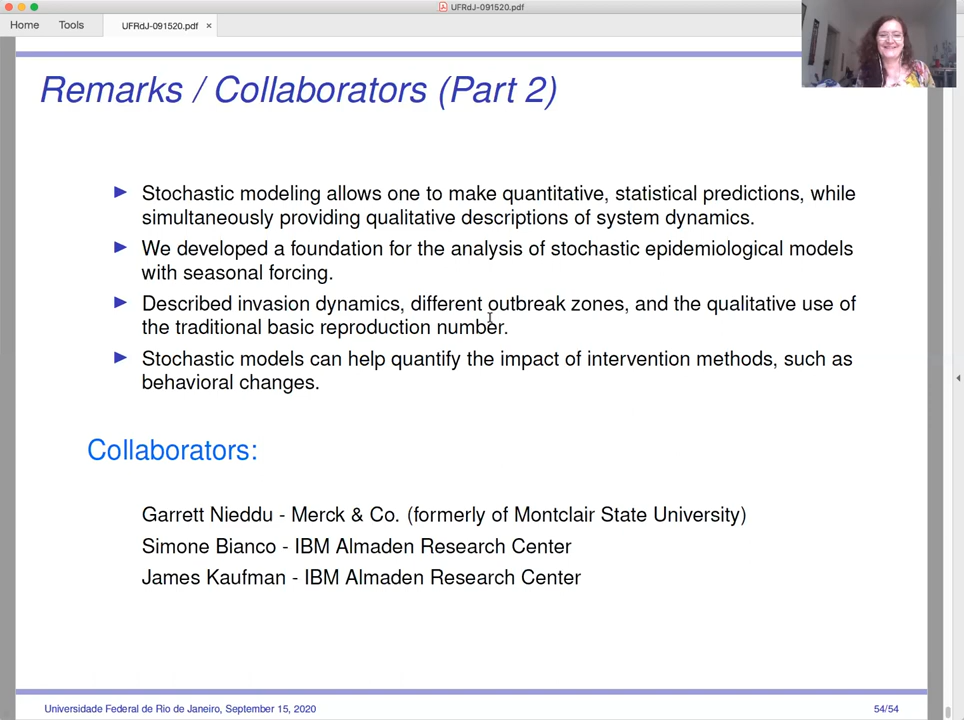 UFRdJ-091520.pdf
Home
Tools
UFRdJ-091520.pdf ×
Remarks / Collaborators (Part 2)
Stochastic modeling allows one to make quantitative, statistical predictions, while
simultaneously providing qualitative descriptions of system dynamics.
We developed a foundation for the analysis of stochastic epidemiological models
with seasonal forcing.
Described invasion dynamics, different outbreak zones, and the qualitative use of
the traditional basic reproduction number.
Stochastic models can help quantify the impact of intervention methods, such as
behavioral changes.
Collaborators:
Garrett Nieddu - Merck & Co. (formerly of Montclair State University)
Simone Bianco - IBM Almaden Research Center
James Kaufman - IBM Almaden Research Center
Universidade Federal de Rio de Janeiro, September 15, 2020
54/54